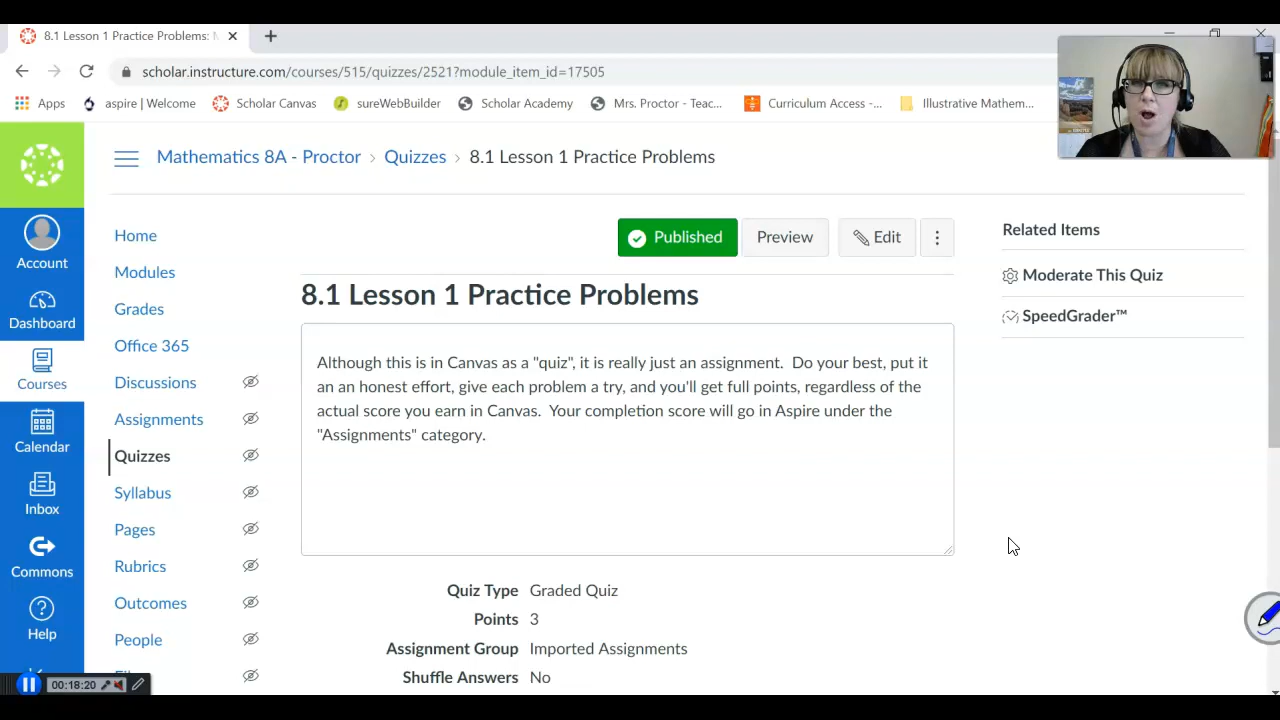 8.1 Lesson 1 Practice Problems: M
scholar.instructure.com/courses/515/quizzes/2521?module_item_id=17505
Apps
aspire | Welcome
Scholar Canvas
sureWebBuilder
Scholar Academy
Mrs. Proctor - Teac...
Curriculum Access -...
Illustrative Mathem...
Mathematics 8A - Proctor › Quizzes › 8.1 Lesson 1 Practice Problems
Account
Dashboard
Courses
Calendar
Inbox
Commons
Help
Home
Modules
Grades
Office 365
Discussions
Assignments
Quizzes
Syllabus
Pages
Rubrics
Outcomes
People
Published
Preview
Edit
8.1 Lesson 1 Practice Problems
Although this is in Canvas as a "quiz", it is really just an assignment. Do your best, put it
an an honest effort, give each problem a try, and you'll get full points, regardless of the
actual score you earn in Canvas. Your completion score will go in Aspire under the
"Assignments" category.
Quiz Type Graded Quiz
Points 3
Assignment Group Imported Assignments
Shuffle Answers No
Related Items
Moderate This Quiz
SpeedGrader™
00:18:20